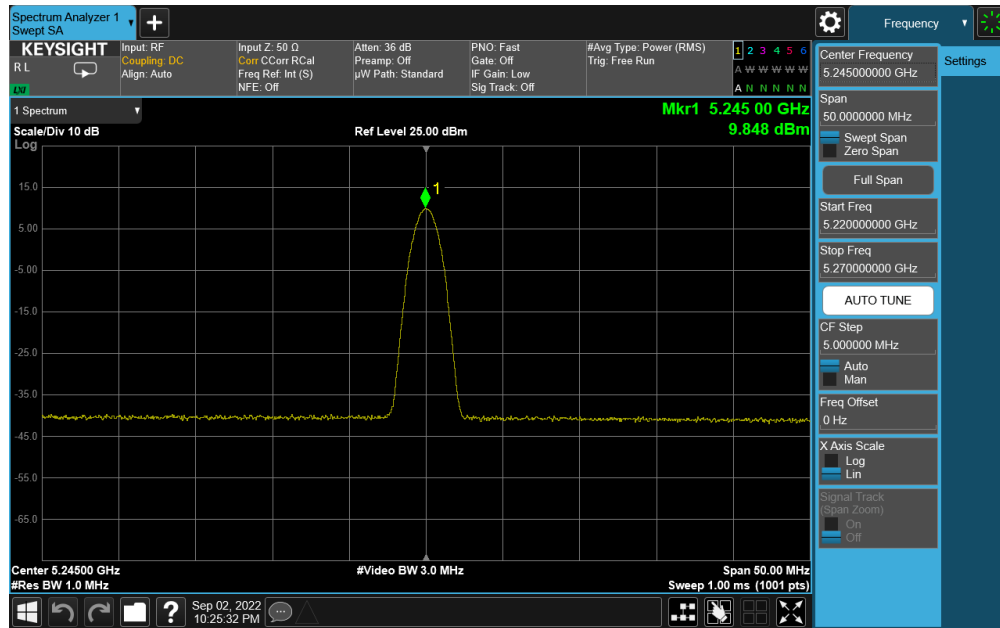 Spectrum Analyzer 1
Swept SA
+
Frequency
KEYSIGHT
R L
LXI
Input: RF
Coupling: DC
Align: Auto
Input Z: 50 Ω
Corr CCorr RCal
Freq Ref: Int (S)
NFE: Off
Atten: 36 dB
Preamp: Off
µW Path: Standard
PNO: Fast
Gate: Off
IF Gain: Low
Sig Track: Off
#Avg Type: Power (RMS)
Trig: Free Run
1 2 3 4 5 6
A W W W W W
A N N N N N
1 Spectrum
Scale/Div 10 dB
Log
Ref Level 25.00 dBm
Mkr1 5.245 00 GHz
9.848 dBm
1
15.0
5.00
-5.00
-15.0
-25.0
-35.0
-45.0
-55.0
-65.0
Center 5.24500 GHz
#Res BW 1.0 MHz
#Video BW 3.0 MHz
Span 50.00 MHz
Sweep 1.00 ms (1001 pts)
?
Sep 02, 2022
10:25:32 PM
Center Frequency
5.245000000 GHz
Settings
Span
50.0000000 MHz
Swept Span
Zero Span
Full Span
Start Freq
5.220000000 GHz
Stop Freq
5.270000000 GHz
AUTO TUNE
CF Step
5.000000 MHz
Auto
Man
Freq Offset
0 Hz
X Axis Scale
Log
Lin
Signal Track
(Span Zoom)
On
Off